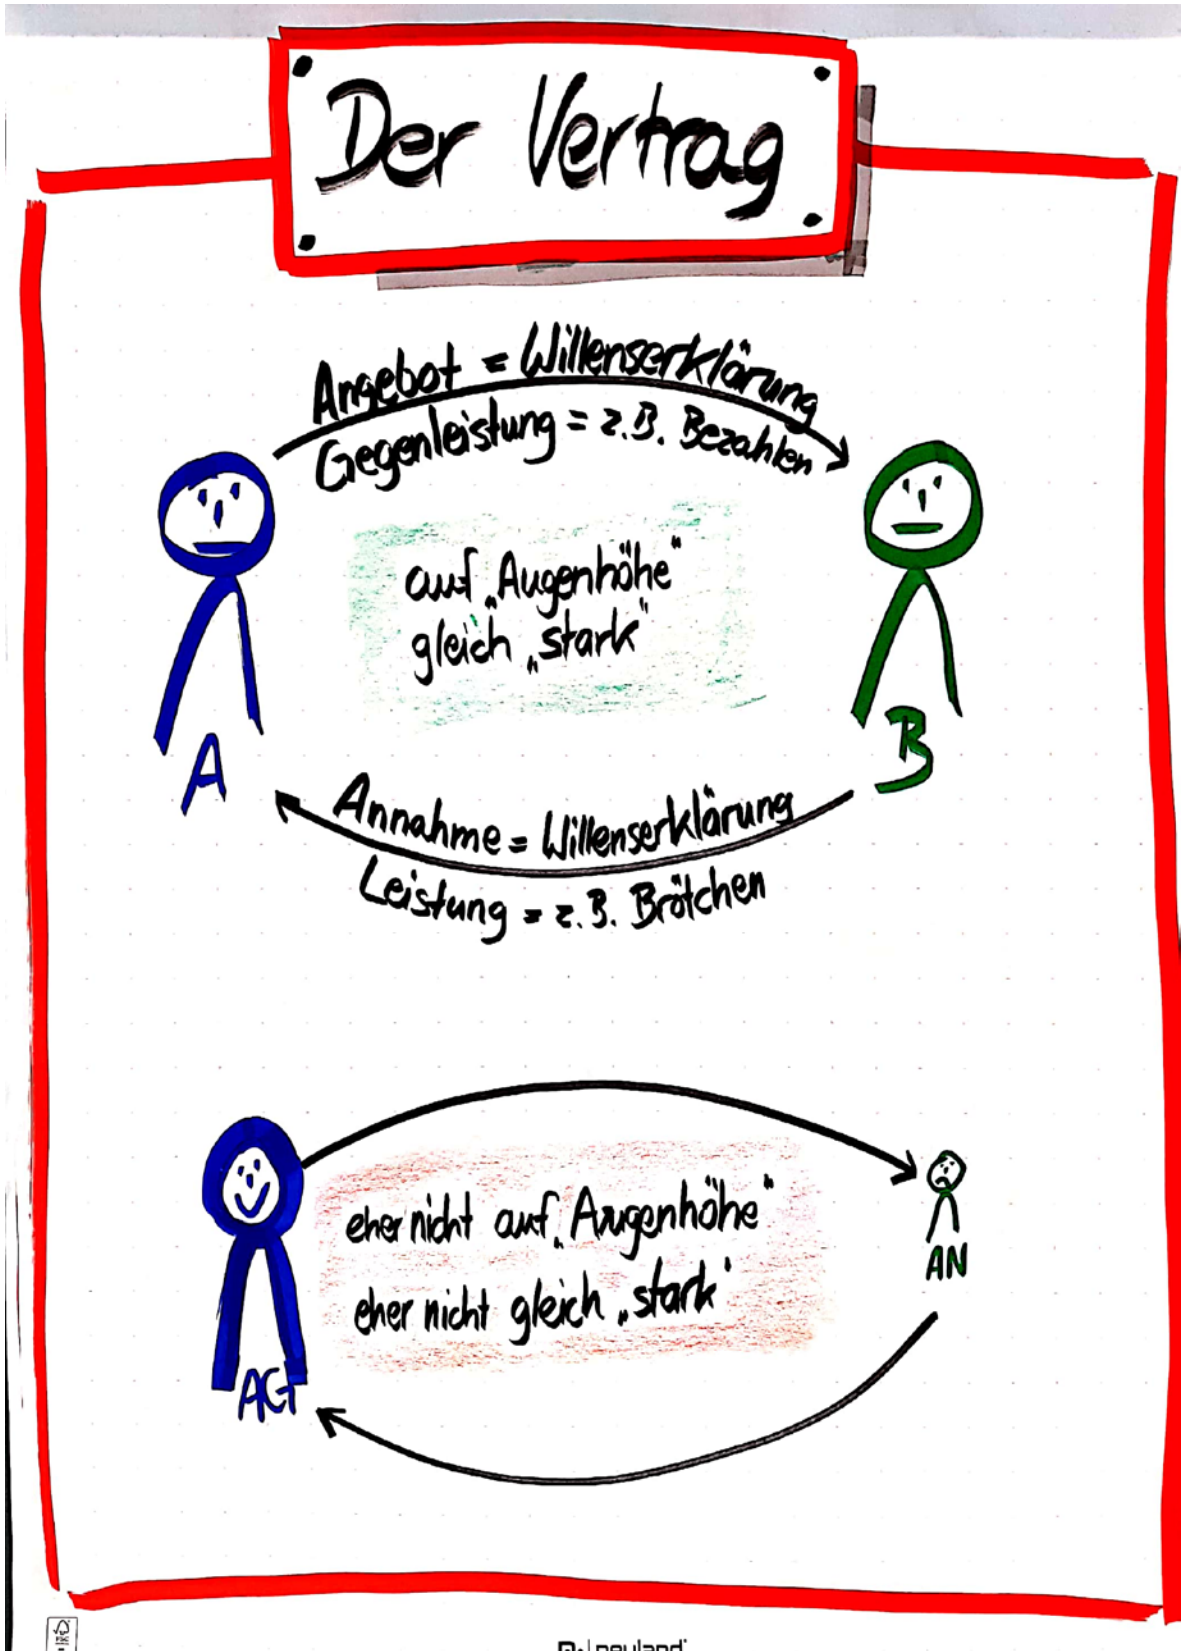 Der Vertrag
Angebot = Willenserklärung
Gegenleistung = z.B. Bezahlen
auf „Augenhöhe“
gleich „stark“
A
B
Annahme = Willenserklärung
Leistung = z.B. Brötchen
eher nicht auf „Augenhöhe“
eher nicht gleich „stark“
AN
AG
FSC
neuland